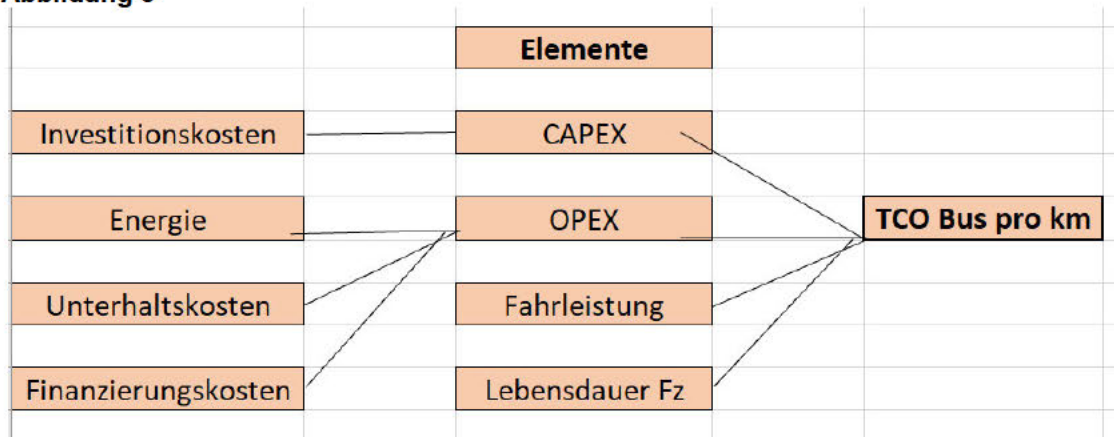 Elemente
Investitionskosten CAPEX
Energie OPEX TCO Bus pro km
Unterhaltskosten Fahrleistung
Finanzierungskosten Lebensdauer Fz